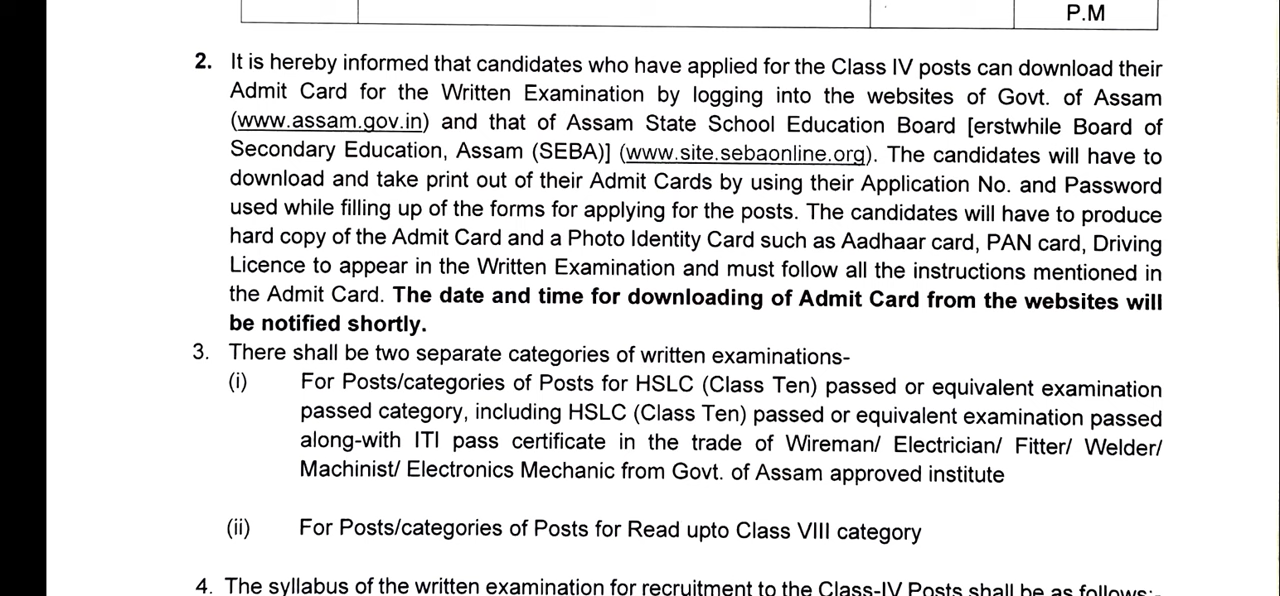 P.M
2. It is hereby informed that candidates who have applied for the Class IV posts can download their
Admit Card for the Written Examination by logging into the websites of Govt. of Assam
(www.assam.gov.in) and that of Assam State School Education Board [erstwhile Board of
Secondary Education, Assam (SEBA)] (www.site.sebaonline.org). The candidates will have to
download and take print out of their Admit Cards by using their Application No. and Password
used while filling up of the forms for applying for the posts. The candidates will have to produce
hard copy of the Admit Card and a Photo Identity Card such as Aadhaar card, PAN card, Driving
Licence to appear in the Written Examination and must follow all the instructions mentioned in
the Admit Card. The date and time for downloading of Admit Card from the websites will
be notified shortly.
3. There shall be two separate categories of written examinations-
(i) For Posts/categories of Posts for HSLC (Class Ten) passed or equivalent examination
passed category, including HSLC (Class Ten) passed or equivalent examination passed
along-with ITI pass certificate in the trade of Wireman/ Electrician/ Fitter/ Welder/
Machinist/ Electronics Mechanic from Govt. of Assam approved institute
(ii) For Posts/categories of Posts for Read upto Class VIII category
4. The syllabus of the written examination for recruitment to the Class-IV Posts shall be as follows:-